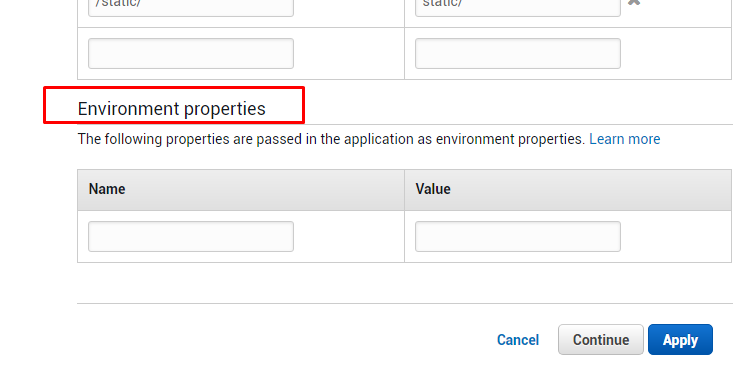 /static/ static/
Environment properties
The following properties are passed in the application as environment properties. Learn more
Name Value
Cancel Continue Apply